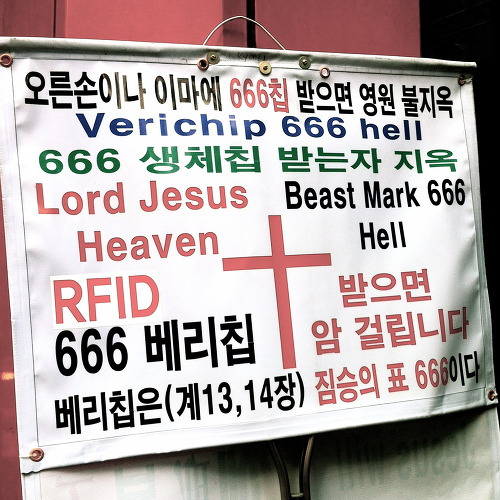 오른손이나 이마에 666칩 받으면 영원 불지옥
Verichip 666 hell
666 생체칩 받는자 지옥
Lord Jesus
Heaven
Beast Mark 666
Hell
RFID
666 베리칩
받으면
암 걸립니다
베리칩은(계13,14장) 짐승의 표 666이다